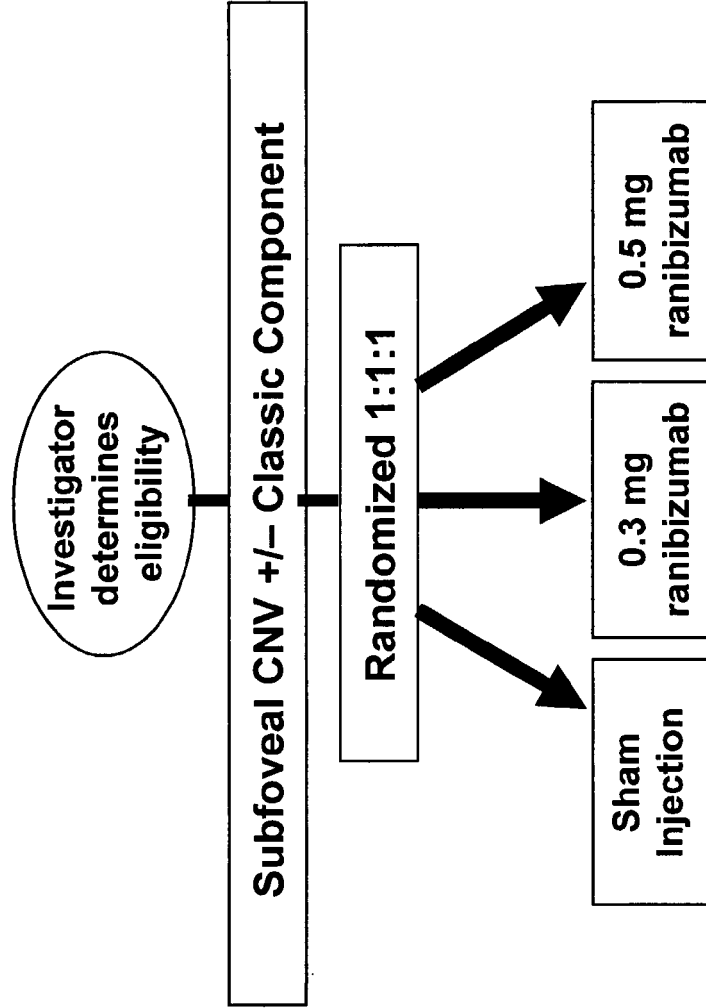 Investigator
determines
eligibility
Subfoveal CNV +/– Classic Component
Randomized 1:1:1
Sham
Injection
0.3 mg
ranibizumab
0.5 mg
ranibizumab